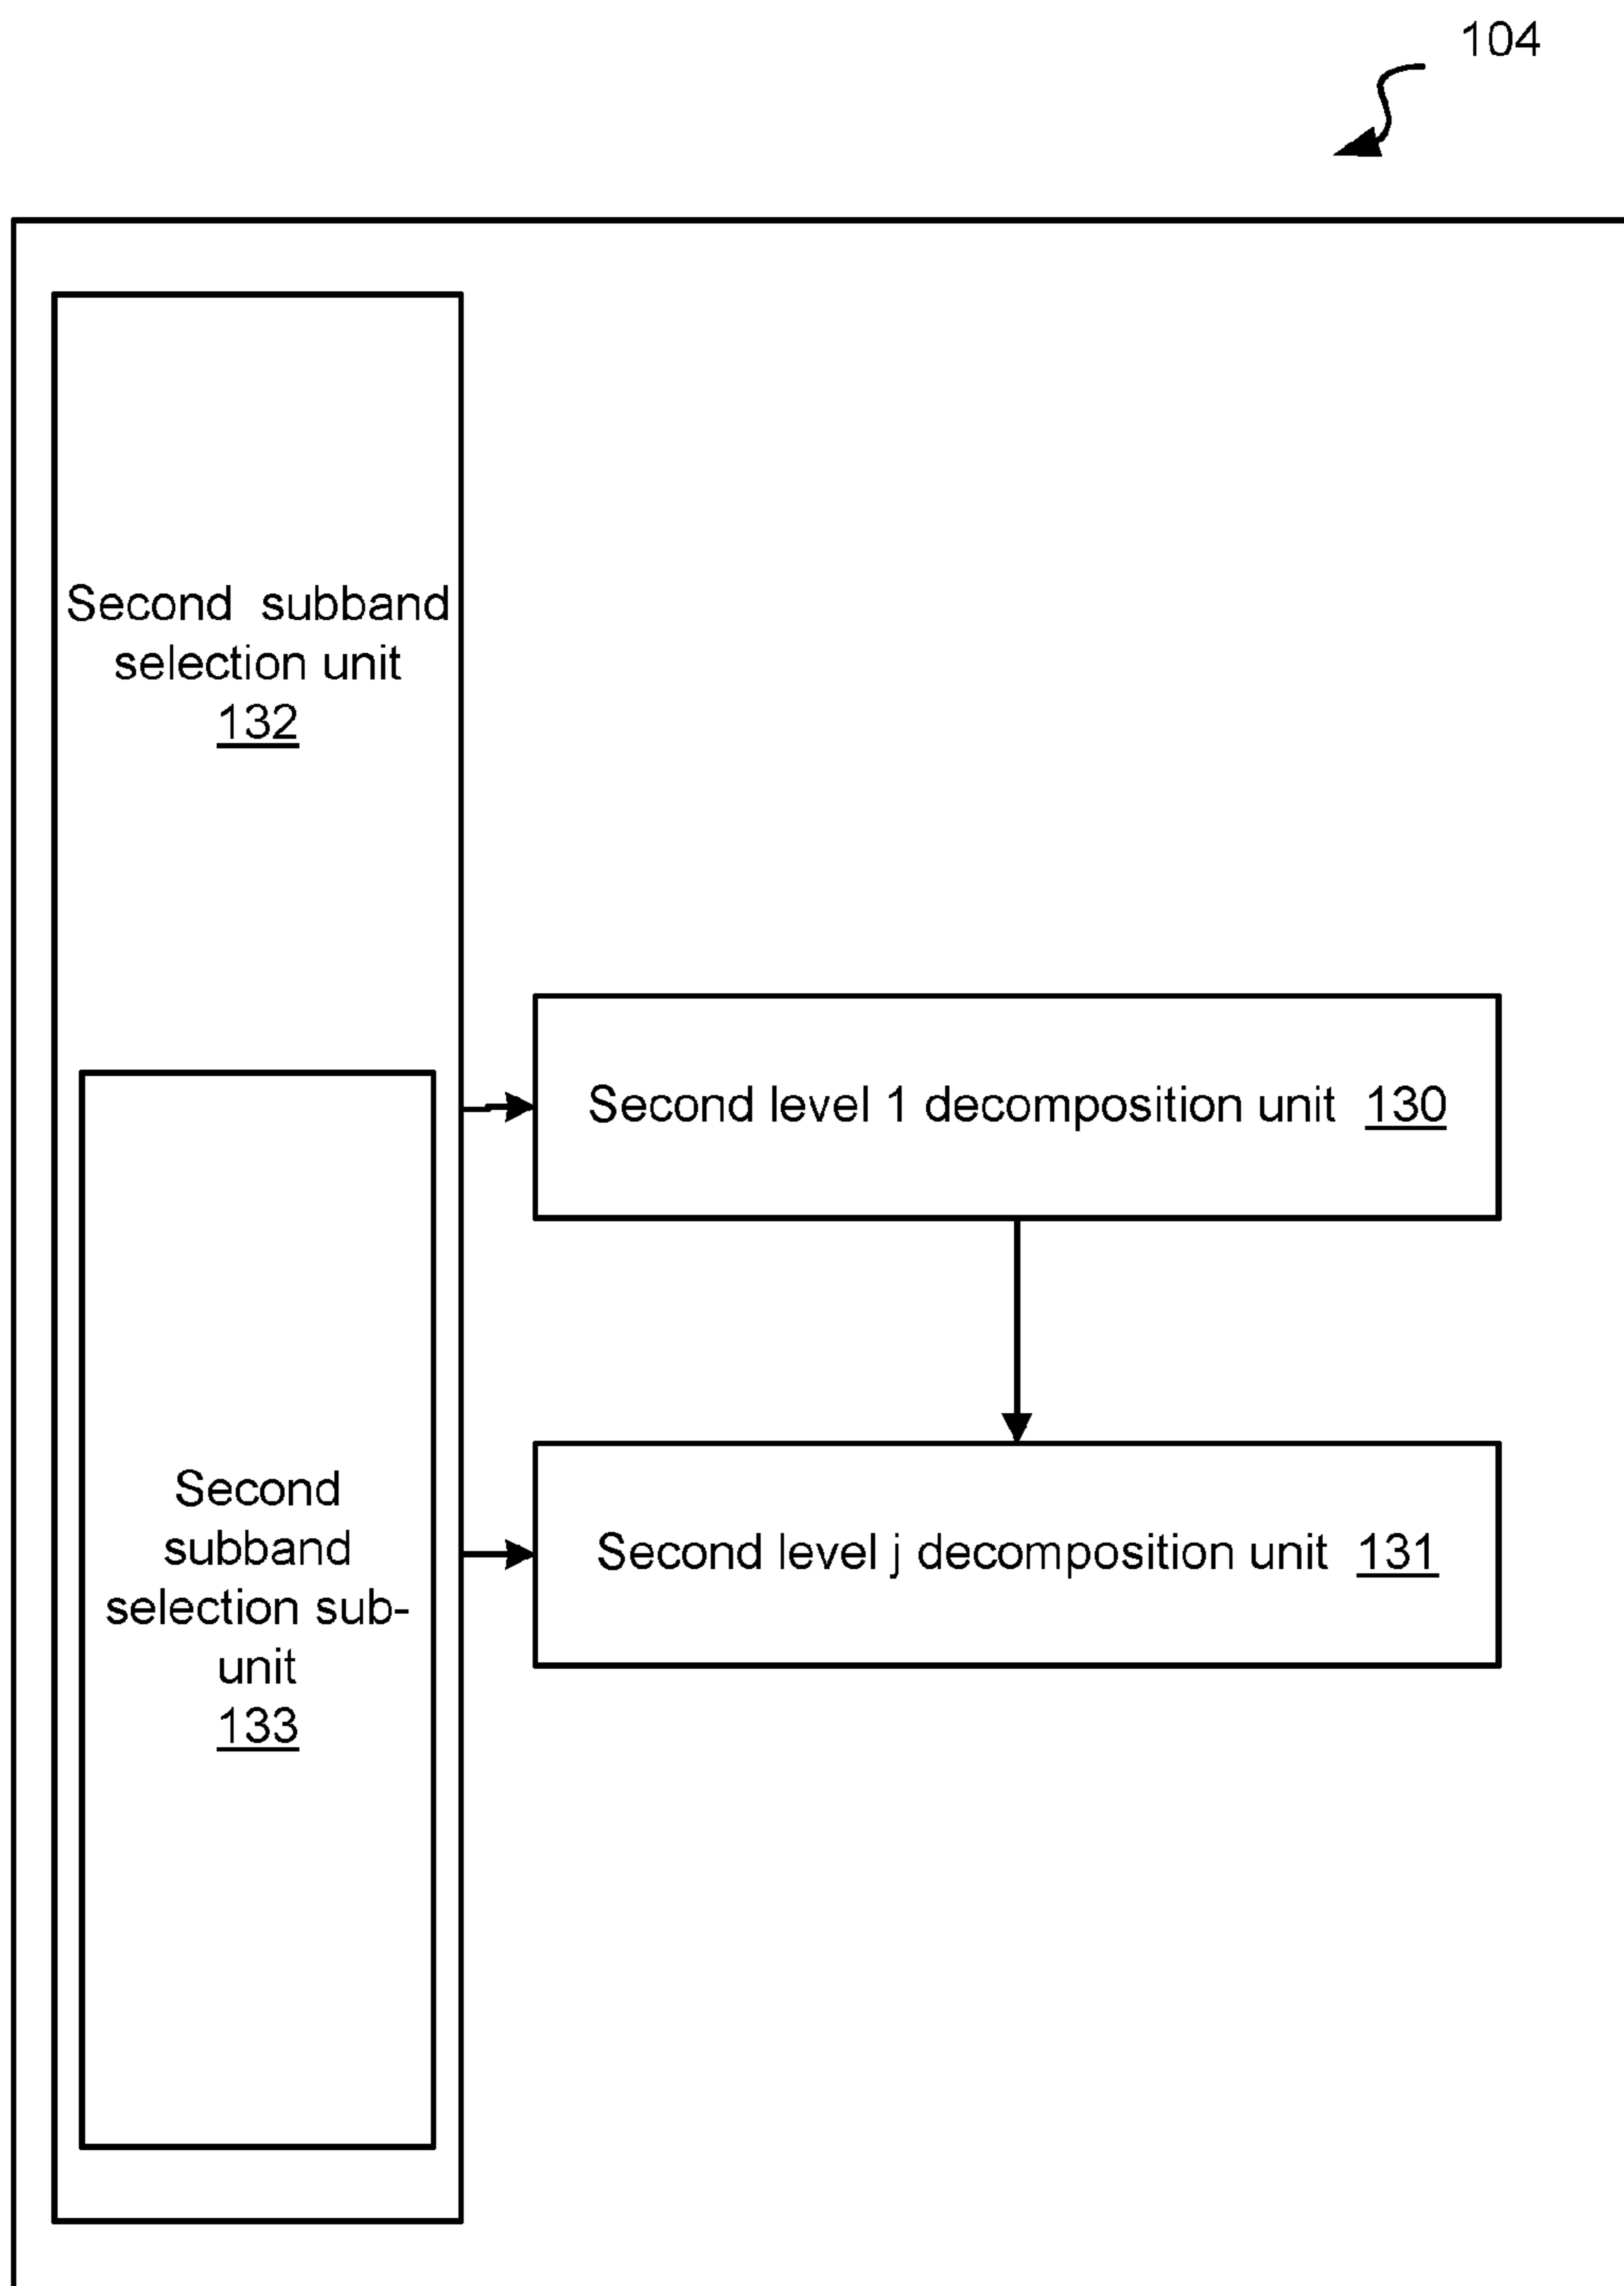 104
Second subband
selection unit
132
Second level 1 decomposition unit 130
Second
subband
selection sub-
unit
133
Second level j decomposition unit 131